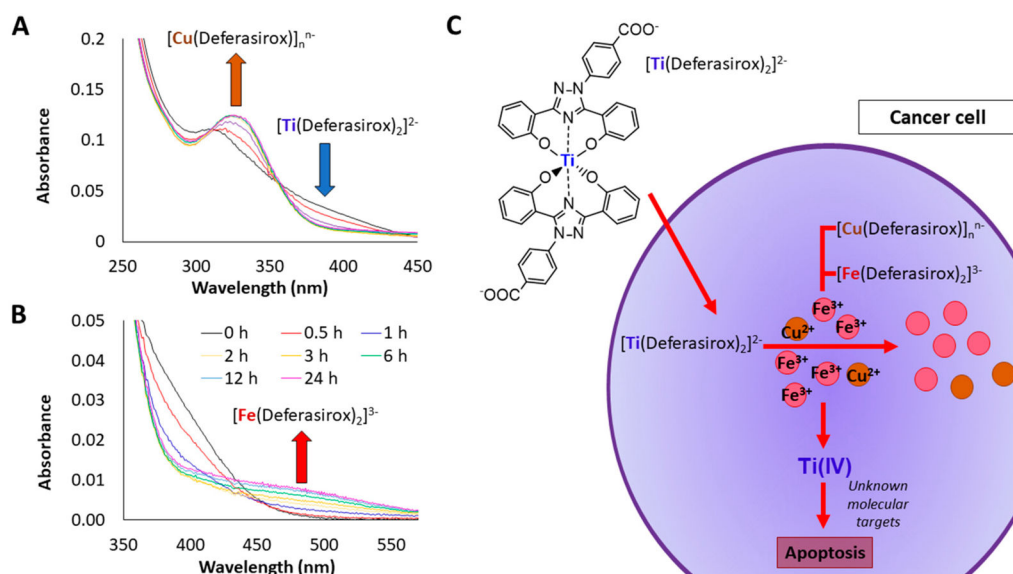 A
[Cu(Deferasirox)]ₙⁿ⁻
[Ti(Deferasirox)₂]²⁻
0.2
0.15
0.1
0.05
0
Absorbance
250 300 350 400 450
Wavelength (nm)
B
0.05
0.04
0.03
0.02
0.01
0.00
Absorbance
0 h 0.5 h 1 h
2 h 3 h 6 h
12 h 24 h
[Fe(Deferasirox)₂]³⁻
350 400 450 500 550
Wavelength (nm)
C
COO⁻
[Ti(Deferasirox)₂]²⁻
N N
N
O O
Ti
O O
N
N N
⁻OOC
Cancer cell
[Cu(Deferasirox)]ₙⁿ⁻
[Fe(Deferasirox)₂]³⁻
Fe³⁺
Cu²⁺ Fe³⁺
[Ti(Deferasirox)₂]²⁻
Fe³⁺ Fe³⁺ Cu²⁺
Fe³⁺
Ti(IV)
Unknown
molecular
targets
Apoptosis